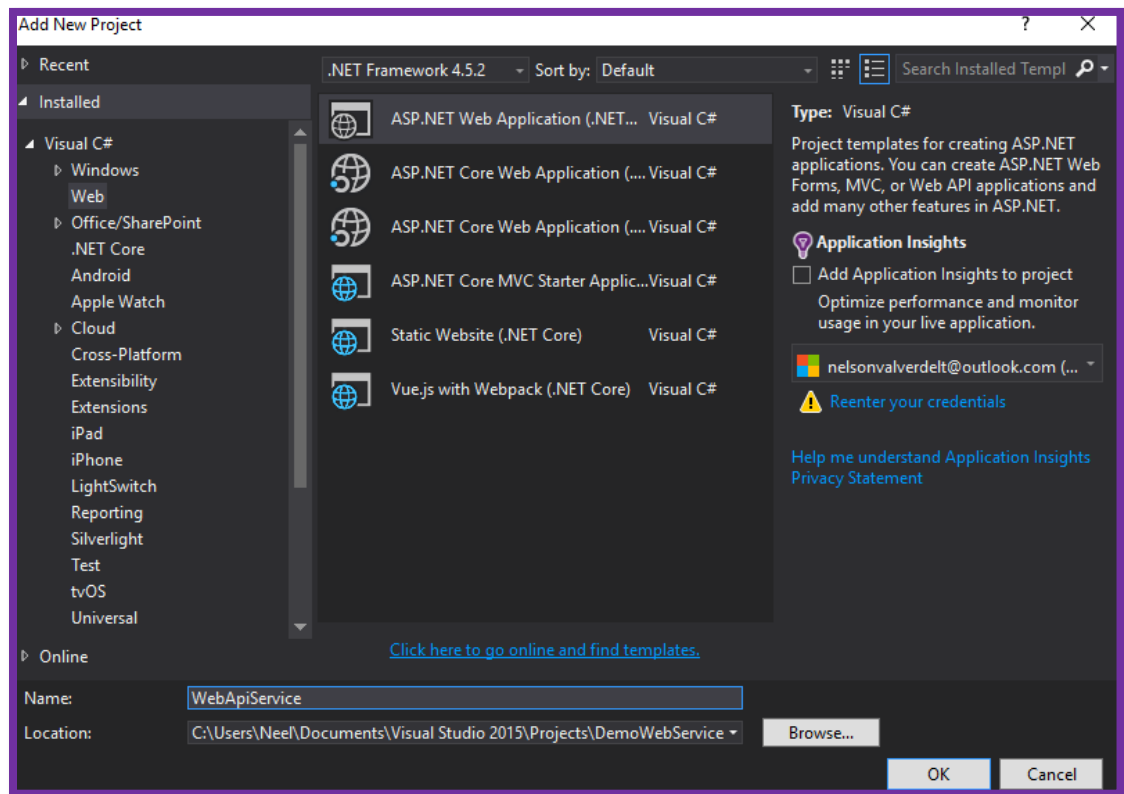 Add New Project
?
Recent
.NET Framework 4.5.2
Sort by: Default
Search Installed Templ
Installed
Visual C#
Windows
Web
Office/SharePoint
.NET Core
Android
Apple Watch
Cloud
Cross-Platform
Extensibility
Extensions
iPad
iPhone
LightSwitch
Reporting
Silverlight
Test
tvOS
Universal
Online
ASP.NET Web Application (.NET... Visual C#
ASP.NET Core Web Application (.... Visual C#
ASP.NET Core Web Application (.... Visual C#
ASP.NET Core MVC Starter Applic...Visual C#
Static Website (.NET Core) Visual C#
Vue.js with Webpack (.NET Core) Visual C#
Click here to go online and find templates.
Type: Visual C#
Project templates for creating ASP.NET
applications. You can create ASP.NET Web
Forms, MVC, or Web API applications and
add many other features in ASP.NET.
Application Insights
Add Application Insights to project
Optimize performance and monitor
usage in your live application.
nelsonvalverdelt@outlook.com (...
Reenter your credentials
Help me understand Application Insights
Privacy Statement
Name: WebApiService
Location: C:\Users\Neel\Documents\Visual Studio 2015\Projects\DemoWebService
Browse...
OK
Cancel